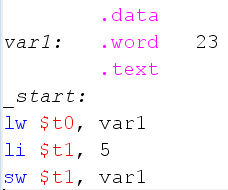 .data
var1: .word 23
.text
_start:
lw $t0, var1
li $t1, 5
sw $t1, var1